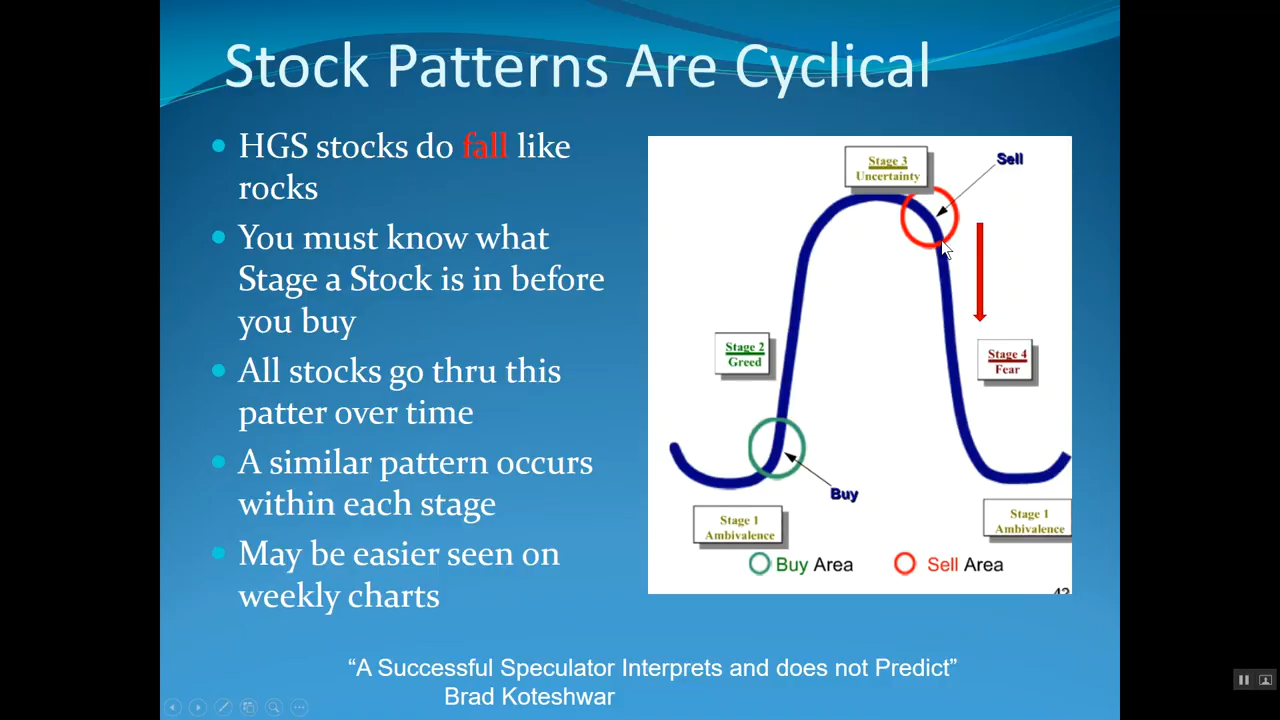 Stock Patterns Are Cyclical
HGS stocks do fall like
rocks
You must know what
Stage a Stock is in before
you buy
All stocks go thru this
patter over time
A similar pattern occurs
within each stage
May be easier seen on
weekly charts
Stage 3
Uncertainty
Sell
Stage 2
Greed
Stage 4
Fear
Buy
Stage 1
Ambivalence
Stage 1
Ambivalence
Buy Area
Sell Area
“A Successful Speculator Interprets and does not Predict”
Brad Koteshwar